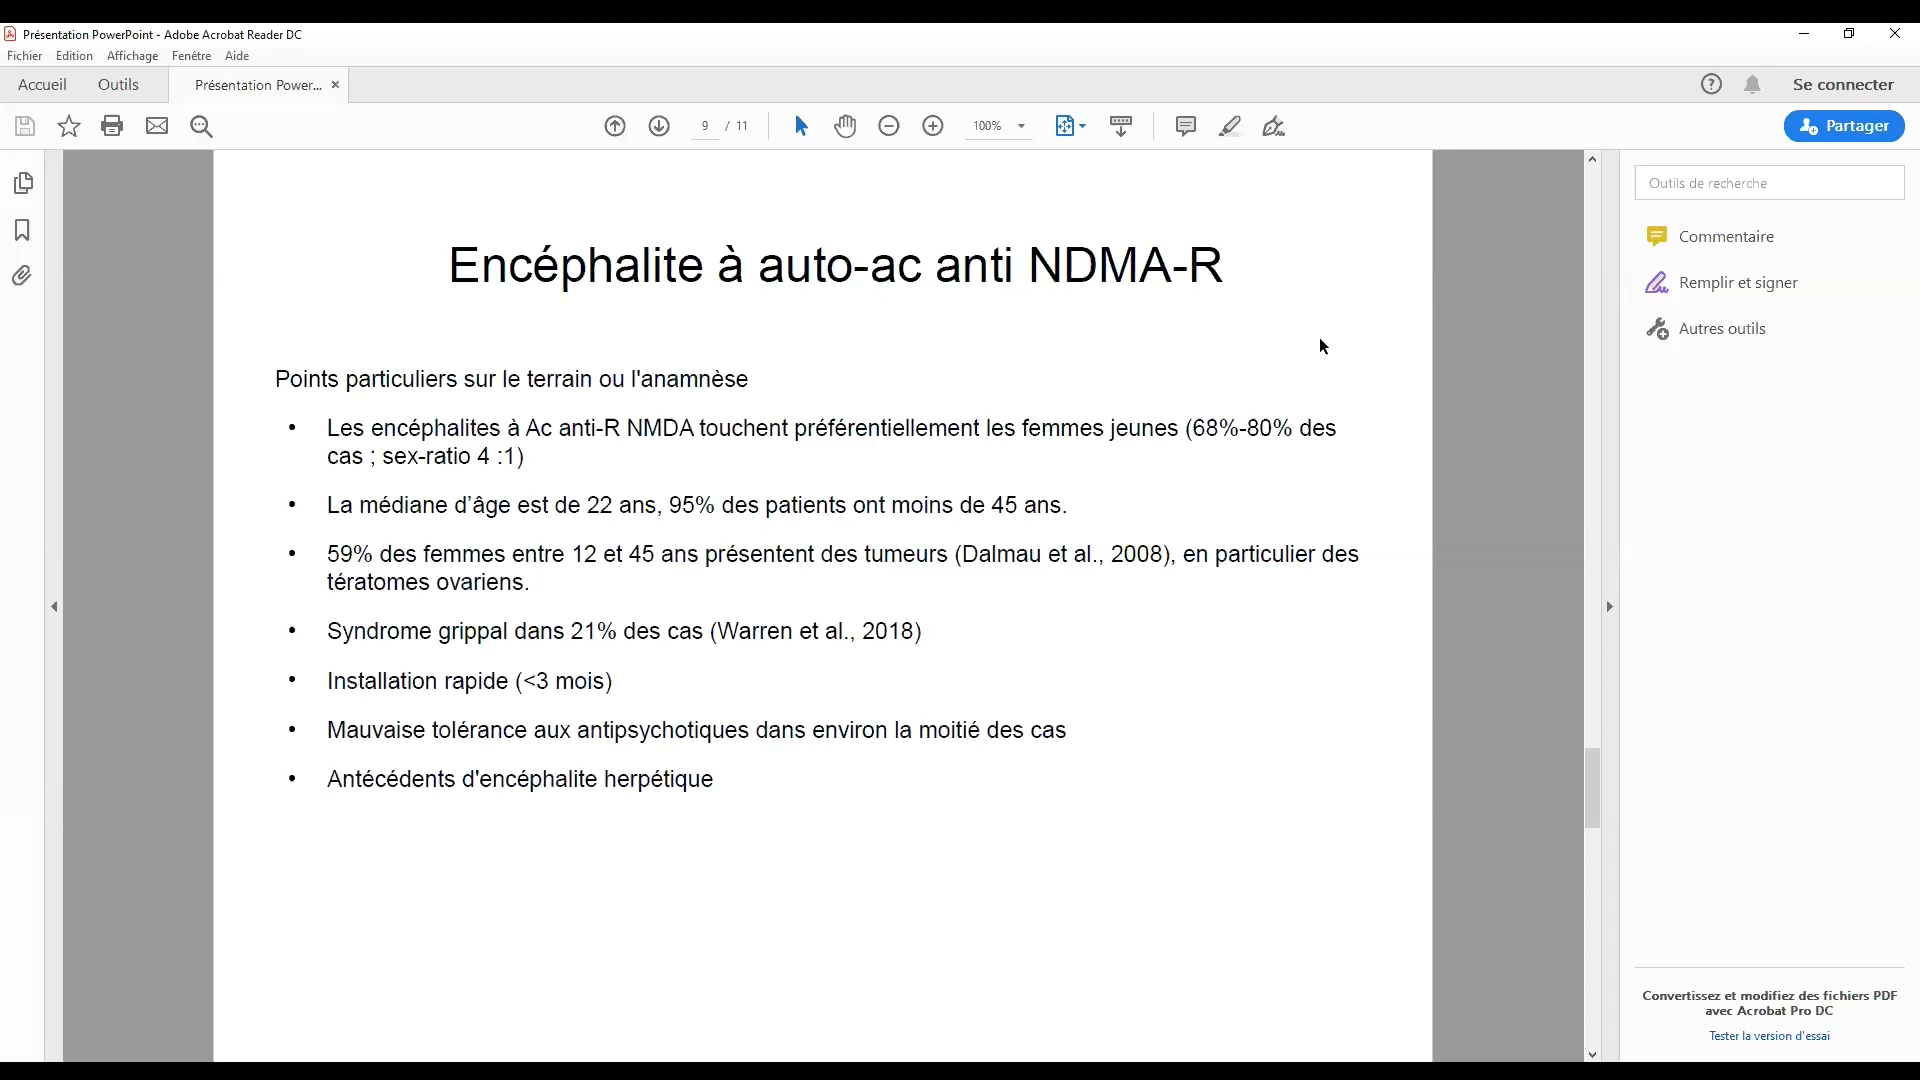 Présentation PowerPoint - Adobe Acrobat Reader DC
Fichier Edition Affichage Fenêtre Aide
Accueil Outils Présentation Power... × Se connecter
9 / 11 100% Partager
Outils de recherche
Commentaire
Remplir et signer
Autres outils
Encéphalite à auto-ac anti NDMA-R
Points particuliers sur le terrain ou l'anamnèse
• Les encéphalites à Ac anti-R NMDA touchent préférentiellement les femmes jeunes (68%-80% des
cas ; sex-ratio 4 :1)
• La médiane d’âge est de 22 ans, 95% des patients ont moins de 45 ans.
• 59% des femmes entre 12 et 45 ans présentent des tumeurs (Dalmau et al., 2008), en particulier des
tératomes ovariens.
• Syndrome grippal dans 21% des cas (Warren et al., 2018)
• Installation rapide (<3 mois)
• Mauvaise tolérance aux antipsychotiques dans environ la moitié des cas
• Antécédents d'encéphalite herpétique
Convertissez et modifiez des fichiers PDF
avec Acrobat Pro DC
Tester la version d'essai